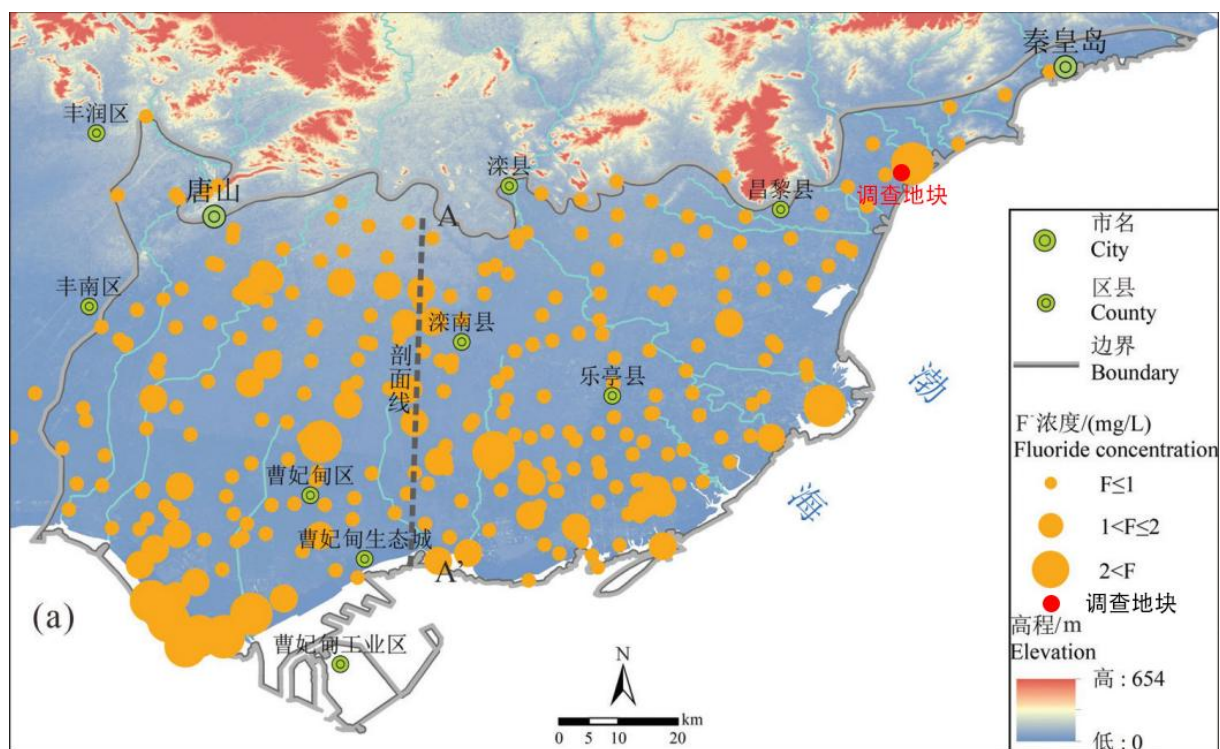 秦皇岛
丰润区
滦县
唐山
昌黎县
调查地块
A
丰南区
滦南县
剖面线
乐亭县
渤
海
曹妃甸区
曹妃甸生态城
A'
(a)
曹妃甸工业区
N
km
0 5 10 20
市名
City
区县
County
边界
Boundary
F⁻浓度/(mg/L)
Fluoride concentration
F≤1
1<F≤2
2<F
调查地块
高程/m
Elevation
高 : 654
低 : 0